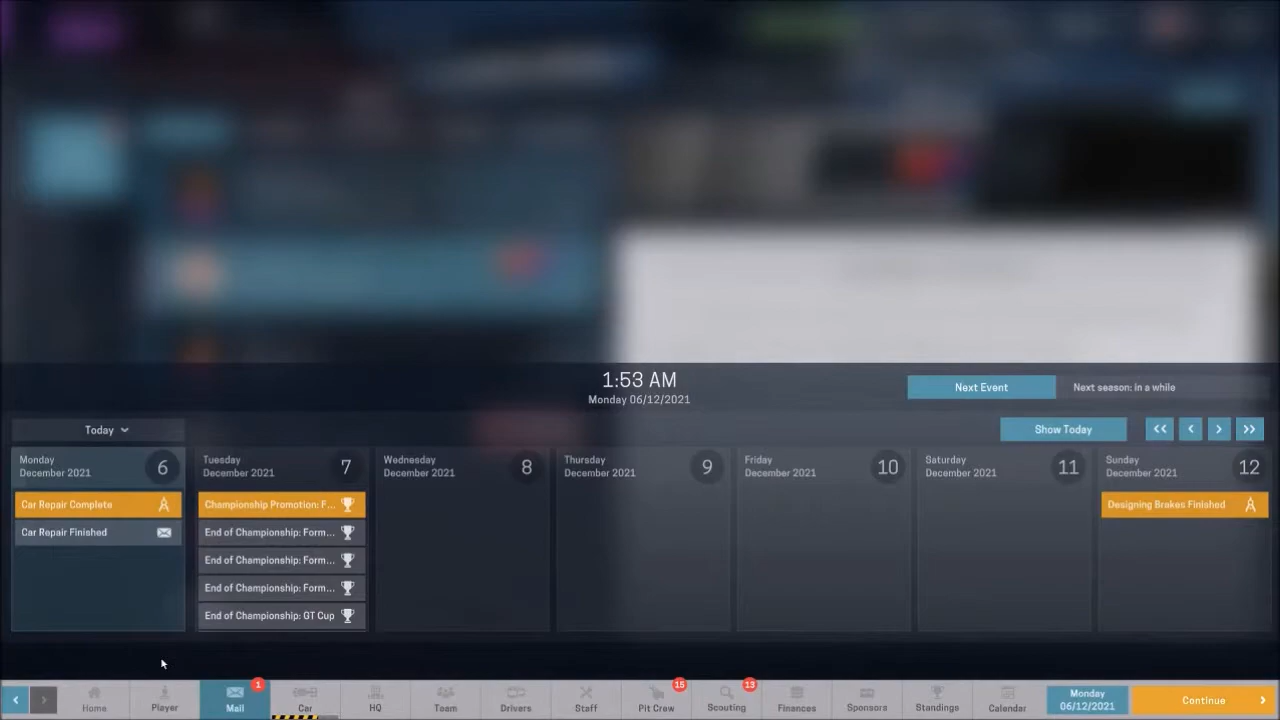 1:53 AM
Monday 06/12/2021
Next Event
Next season: in a while
Today
Show Today
<< < > >>
Monday
December 2021
6
Tuesday
December 2021
7
Wednesday
December 2021
8
Thursday
December 2021
9
Friday
December 2021
10
Saturday
December 2021
11
Sunday
December 2021
12
Car Repair Complete
Car Repair Finished
Championship Promotion: F...
End of Championship: Form...
End of Championship: Form...
End of Championship: Form...
End of Championship: GT Cup
Designing Brakes Finished
Home
Player
Mail
1
Car
HQ
Team
Drivers
Staff
Pit Crew
15
Scouting
13
Finances
Sponsors
Standings
Calendar
Monday
06/12/2021
Continue